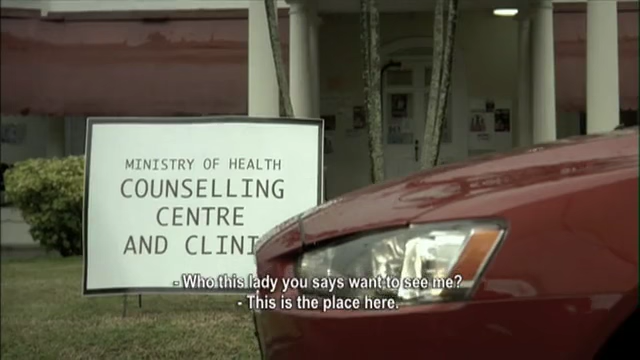 MINISTRY OF HEALTH
COUNSELLING
CENTRE
AND CLINI
- Who this lady you says want to see me?
- This is the place here.